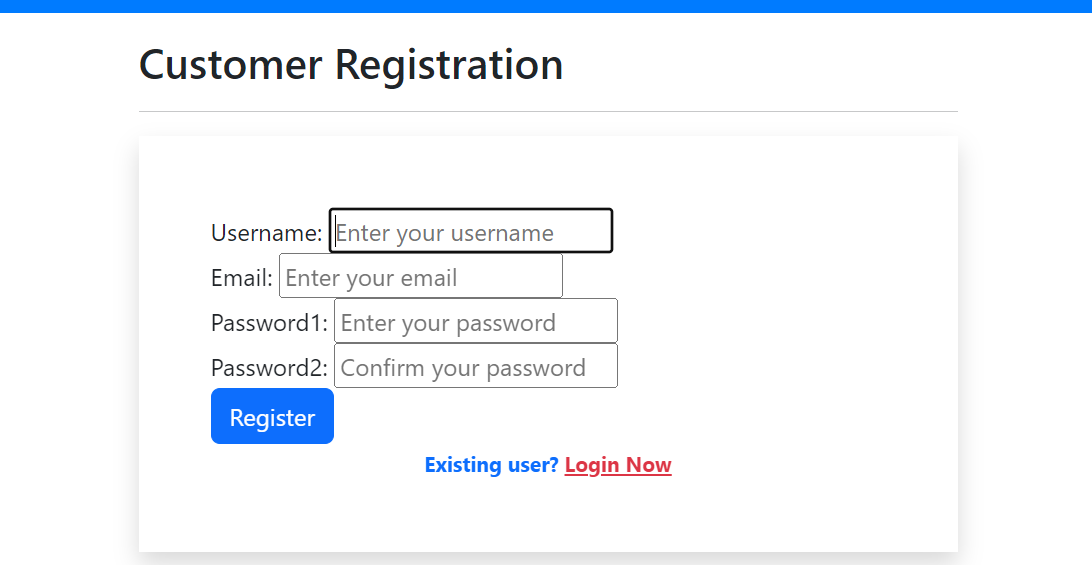 Customer Registration
Username: Enter your username
Email: Enter your email
Password1: Enter your password
Password2: Confirm your password
Register
Existing user? Login Now